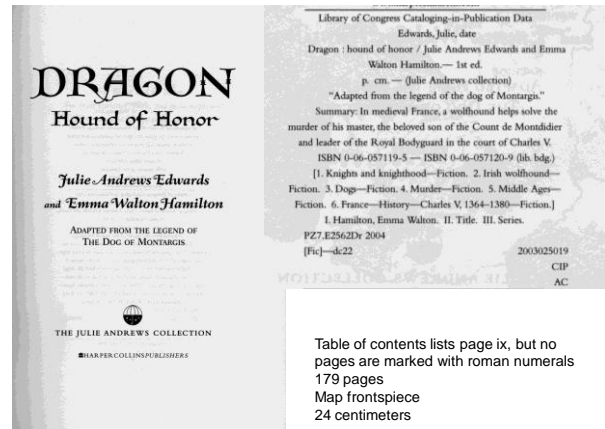 DRAGON
Hound of Honor
Julie Andrews Edwards
and Emma Walton Hamilton
ADAPTED FROM THE LEGEND OF
THE DOG OF MONTARGIS
THE JULIE ANDREWS COLLECTION
HARPERCOLLINSPUBLISHERS
Library of Congress Cataloging-in-Publication Data
Edwards, Julie, date
Dragon : hound of honor / Julie Andrews Edwards and Emma
Walton Hamilton.— 1st ed.
p. cm. — (Julie Andrews collection)
"Adapted from the legend of the dog of Montargis."
Summary: In medieval France, a wolfhound helps solve the
murder of his master, the beloved son of the Count de Montdidier
and leader of the Royal Bodyguard in the court of Charles V.
ISBN 0-06-057119-5 — ISBN 0-06-057120-9 (lib. bdg.)
[1. Knights and knighthood—Fiction. 2. Irish wolfhound—
Fiction. 3. Dogs—Fiction. 4. Murder—Fiction. 5. Middle Ages—
Fiction. 6. France—History—Charles V, 1364–1380—Fiction.]
I. Hamilton, Emma Walton. II. Title. III. Series.
PZ7.E2562Dr 2004
[Fic]—dc22 2003025019
CIP
AC
Table of contents lists page ix, but no
pages are marked with roman numerals
179 pages
Map frontspiece
24 centimeters